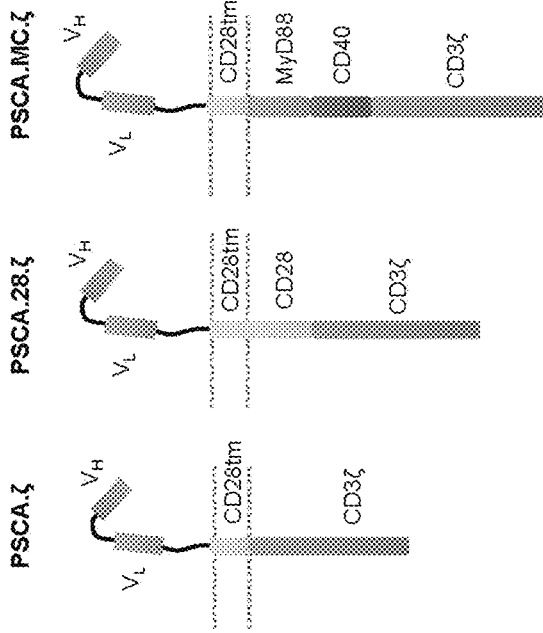 PSCA.ζ
VH
VL
CD28tm
CD3ζ
PSCA.28.ζ
VH
VL
CD28tm
CD28
CD3ζ
PSCA.MC.ζ
VH
VL
CD28tm
MyD88
CD40
CD3ζ